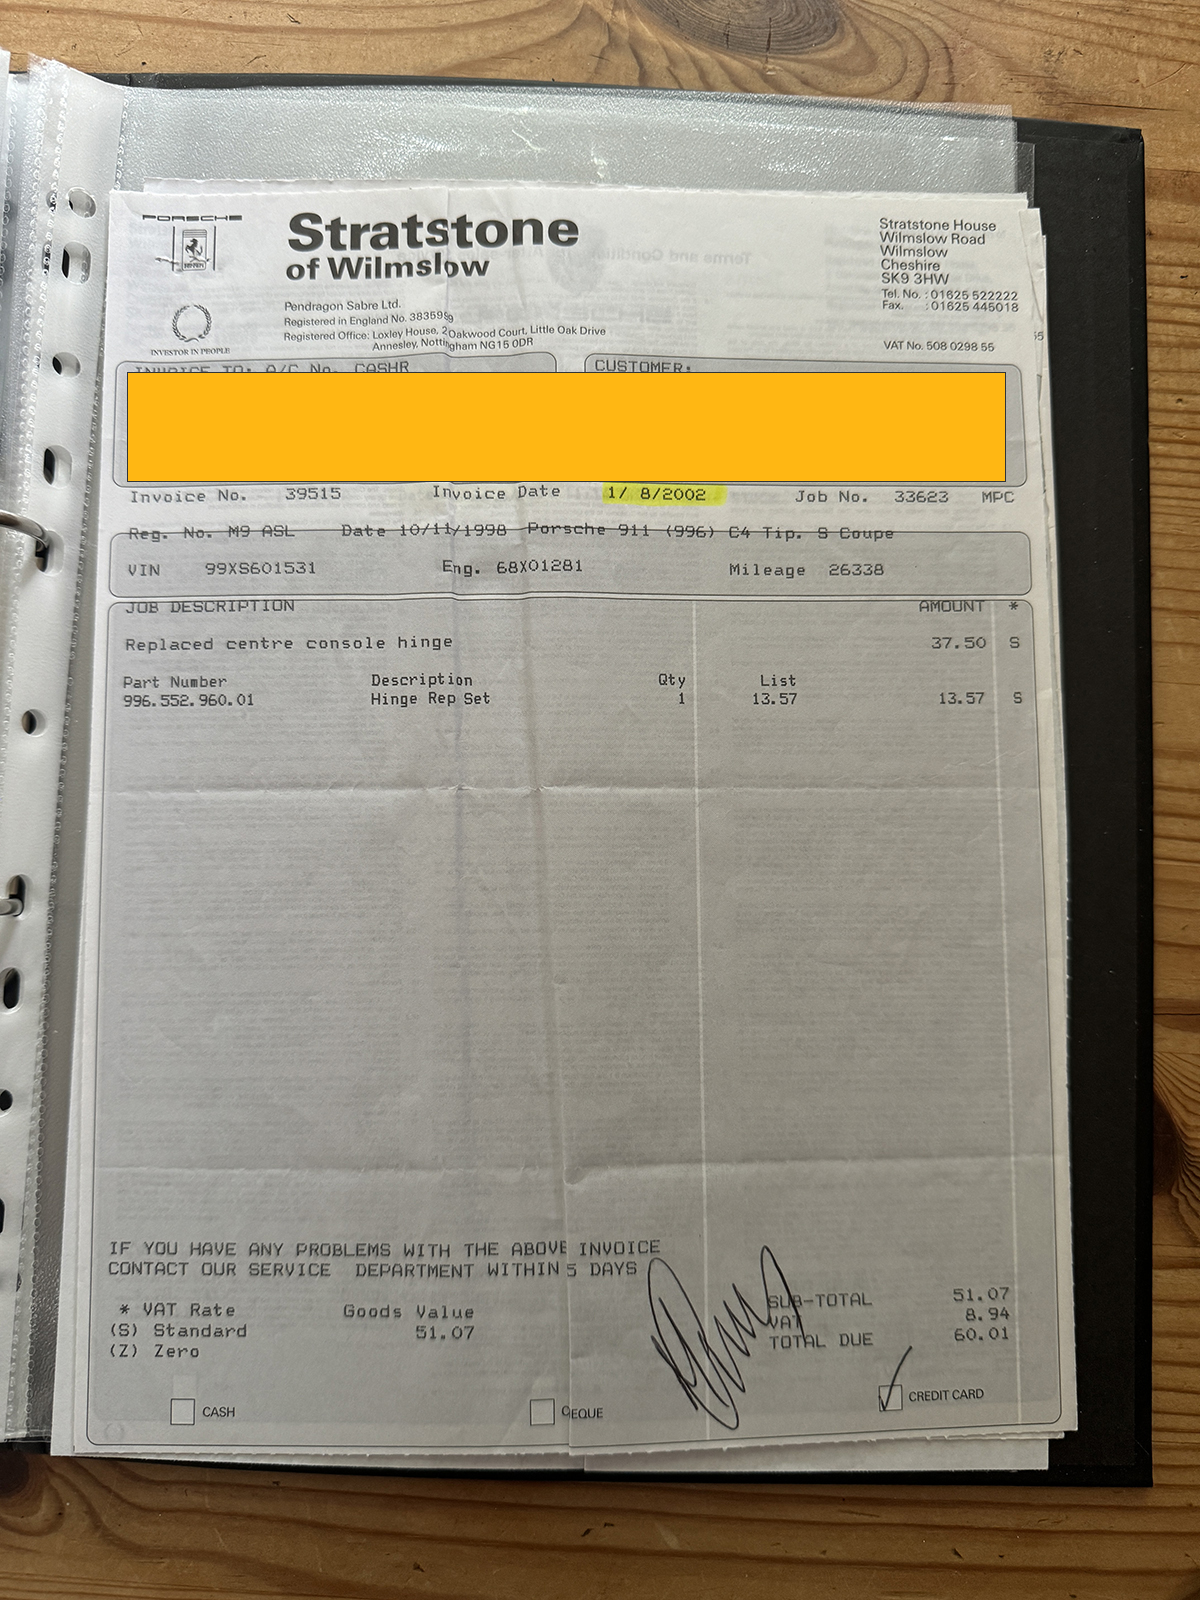 PORSCHE
Stratstone
of Wilmslow
Stratstone House
Wilmslow Road
Wilmslow
Cheshire
SK9 3HW
Tel. No. : 01625 522222
Fax. : 01625 445018
INVESTOR IN PEOPLE
Pendragon Sabre Ltd.
Registered in England No.
Registered Office: Loxley House, 2 Oakwood Court, Little Oak Drive
Annesley, Nottingham NG15 0DR
VAT No. 508 0298 56
INVOICE TO: A/C No. CASHR
CUSTOMER:
Invoice No. 39515 Invoice Date 1/ 8/2002 Job No. 33623 MPC
Reg. No. M9 ASL Date 10/11/1998 Porsche 911 (996) C4 Tip. S Coupe
VIN 99XS601531 Eng. 68X01281 Mileage 26338
JOB DESCRIPTION AMOUNT *
Replaced centre console hinge 37.50 S
Part Number Description Qty List
996.552.960.01 Hinge Rep Set 1 13.57 13.57 S
IF YOU HAVE ANY PROBLEMS WITH THE ABOVE INVOICE
CONTACT OUR SERVICE DEPARTMENT WITHIN 5 DAYS
* VAT Rate Goods Value SUB-TOTAL 51.07
(S) Standard 51.07 VAT 8.94
(Z) Zero TOTAL DUE 60.01
CASH CEQUE CREDIT CARD